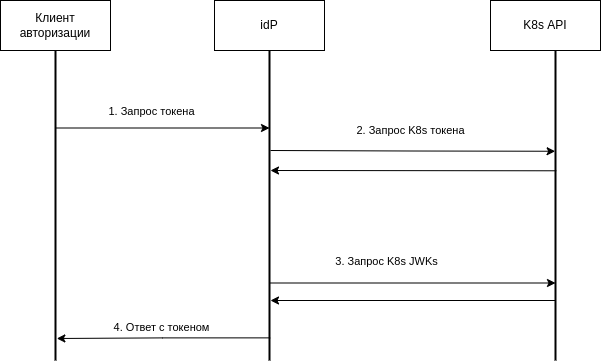 Клиент
авторизации
idP
K8s API
1. Запрос токена
2. Запрос K8s токена
3. Запрос K8s JWKs
4. Ответ с токеном